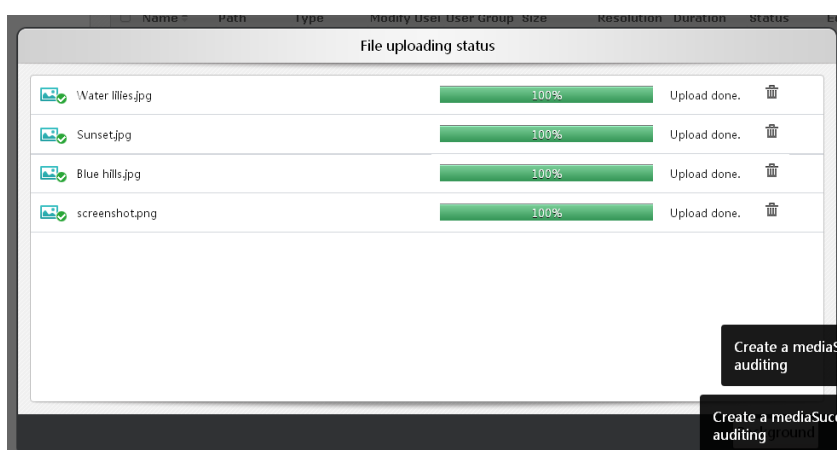 Name Path Type Modify User User Group Size Resolution Duration Status
File uploading status
Water lilies.jpg 100% Upload done.
Sunset.jpg 100% Upload done.
Blue hills.jpg 100% Upload done.
screenshot.png 100% Upload done.
Create a mediaS
auditing
Create a mediaSucc
auditing
ground